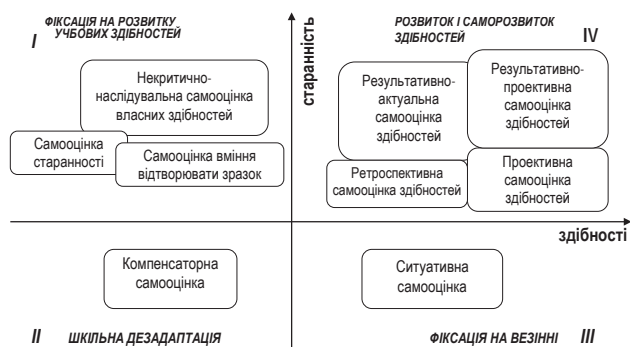 I
ФІКСАЦІЯ НА РОЗВИТКУ
УЧБОВИХ ЗДІБНОСТЕЙ
Некритично-
наслідувальна самооцінка
власних здібностей
Самооцінка
старанності
Самооцінка вміння
відтворювати зразок
старанність
РОЗВИТОК І САМОРОЗВИТОК
ЗДІБНОСТЕЙ
IV
Результативно-
актуальна
самооцінка
здібностей
Результативно-
проективна
самооцінка
здібностей
Ретроспективна
самооцінка здібностей
Проективна
самооцінка
здібностей
здібності
Компенсаторна
самооцінка
Ситуативна
самооцінка
II ШКІЛЬНА ДЕЗАДАПТАЦІЯ
ФІКСАЦІЯ НА ВЕЗІННІ III